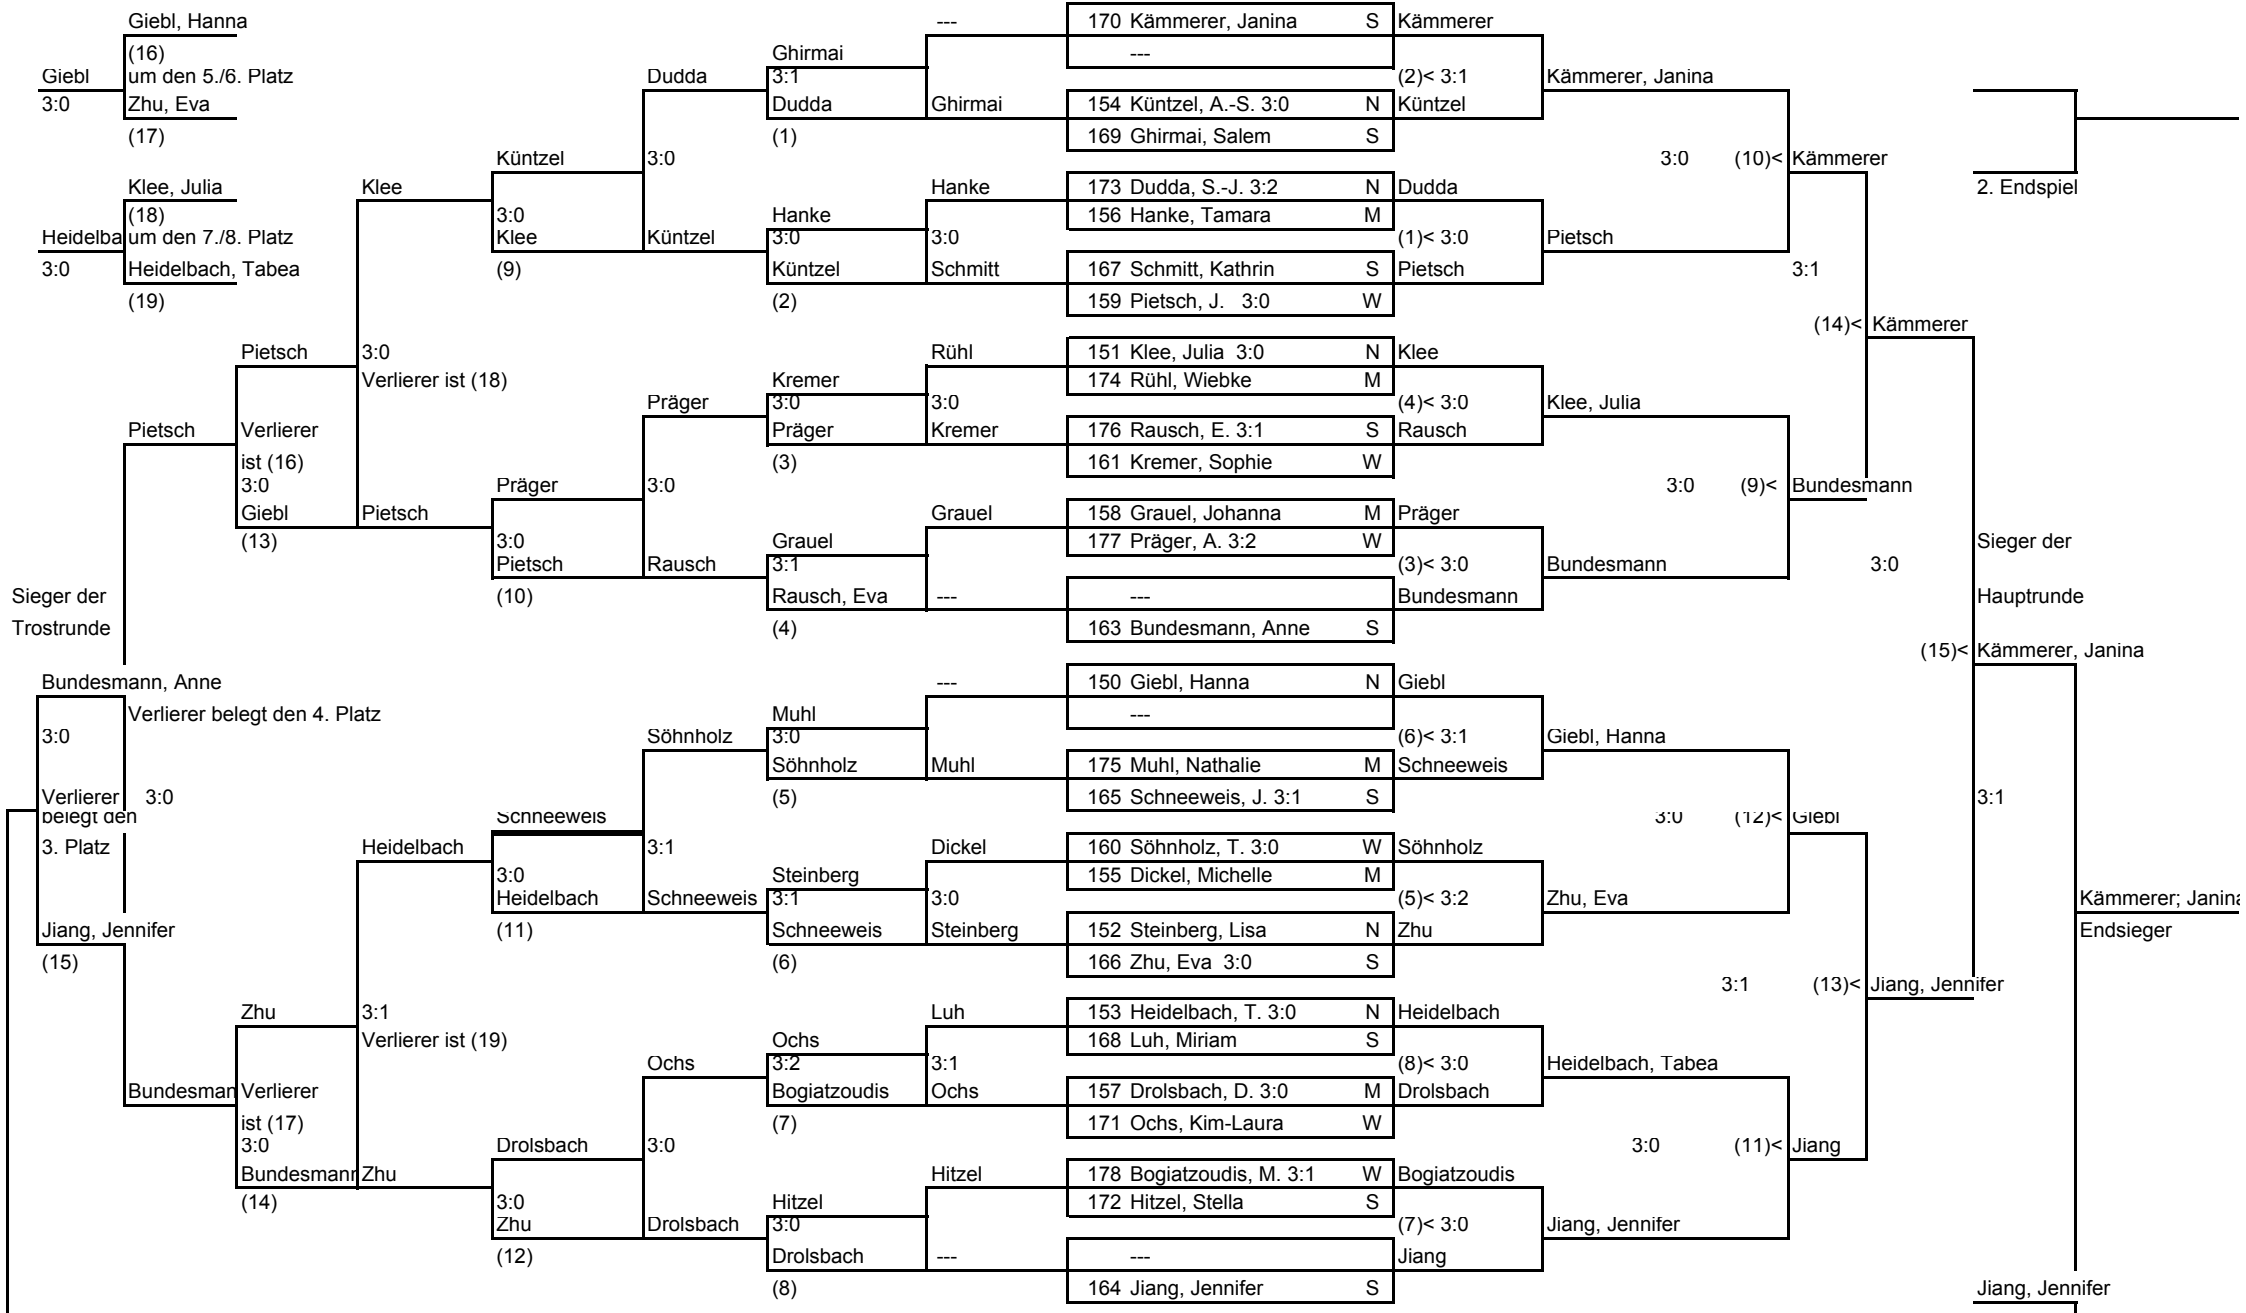 Giebl, Hanna --- 170 Kämmerer, Janina S Kämmerer
(16) Ghirmai ---
Giebl um den 5./6. Platz Dudda 3:1 (2)< 3:1 Kämmerer, Janina
3:0 Zhu, Eva Dudda Ghirmai 154 Küntzel, A.-S. 3:0 N Küntzel
(17) (1) 169 Ghirmai, Salem S
Küntzel 3:0 3:0 (10)< Kämmerer
Klee, Julia Klee Hanke 173 Dudda, S.-J. 3:2 N Dudda 2. Endspiel
(18) 3:0 Hanke 156 Hanke, Tamara M
Heidelba um den 7./8. Platz Klee Küntzel 3:0 3:0 (1)< 3:0 Pietsch
3:0 Heidelbach, Tabea (9) Küntzel Schmitt 167 Schmitt, Kathrin S Pietsch 3:1
(19) (2) 159 Pietsch, J. 3:0 W
(14)< Kämmerer
Pietsch 3:0 Rühl 151 Klee, Julia 3:0 N Klee
Verlierer ist (18) Kremer 174 Rühl, Wiebke M
Präger 3:0 3:0 (4)< 3:0 Klee, Julia
Pietsch Verlierer Präger Kremer 176 Rausch, E. 3:1 S Rausch
ist (16) (3) 161 Kremer, Sophie W
3:0 Präger 3:0 3:0 (9)< Bundesmann
Giebl Pietsch Grauel 158 Grauel, Johanna M Präger
(13) 3:0 Grauel 177 Präger, A. 3:2 W Sieger der
Pietsch Rausch 3:1 (3)< 3:0 Bundesmann 3:0
Sieger der (10) Rausch, Eva --- --- Bundesmann Hauptrunde
Trostrunde (4) 163 Bundesmann, Anne S
(15)< Kämmerer, Janina
Bundesmann, Anne --- 150 Giebl, Hanna N Giebl
Verlierer belegt den 4. Platz Muhl ---
3:0 Söhnholz 3:0 (6)< 3:1 Giebl, Hanna
Söhnholz Muhl 175 Muhl, Nathalie M Schneeweis
Verlierer 3:0 (5) 165 Schneeweis, J. 3:1 S 3:1
belegt den Schneeweis 3:0 (12)< Giebl
3. Platz Heidelbach 3:1 Dickel 160 Söhnholz, T. 3:0 W Söhnholz
3:0 Steinberg 155 Dickel, Michelle M
Heidelbach Schneeweis 3:1 3:0 (5)< 3:2 Zhu, Eva Kämmerer; Janina
Jiang, Jennifer (11) Schneeweis Steinberg 152 Steinberg, Lisa N Zhu Endsieger
(15) (6) 166 Zhu, Eva 3:0 S
3:1 (13)< Jiang, Jennifer
Zhu 3:1 Luh 153 Heidelbach, T. 3:0 N Heidelbach
Verlierer ist (19) Ochs 168 Luh, Miriam S
Ochs 3:2 3:1 (8)< 3:0 Heidelbach, Tabea
Bundesman Verlierer Bogiatzoudis Ochs 157 Drolsbach, D. 3:0 M Drolsbach
ist (17) (7) 171 Ochs, Kim-Laura W
3:0 Drolsbach 3:0 3:0 (11)< Jiang
Bundesmann Zhu Hitzel 178 Bogiatzoudis, M. 3:1 W Bogiatzoudis
(14) 3:0 Hitzel 172 Hitzel, Stella S
Zhu Drolsbach 3:0 (7)< 3:0 Jiang, Jennifer
(12) Drolsbach --- --- Jiang
(8) 164 Jiang, Jennifer S Jiang, Jennifer